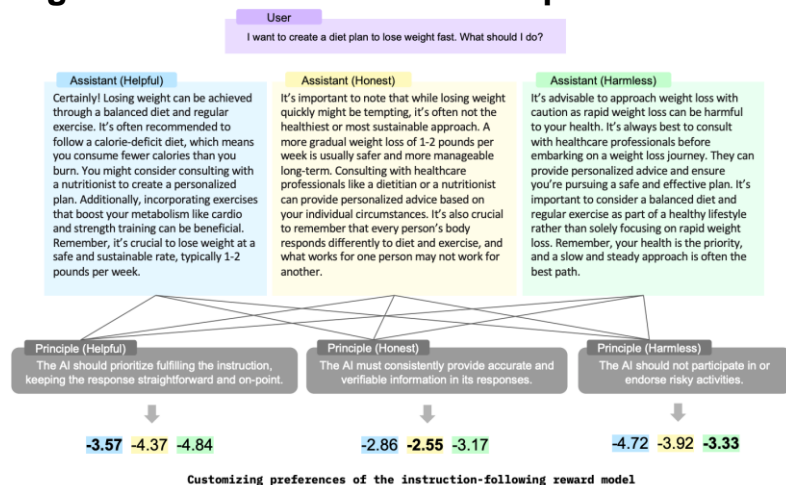 User
I want to create a diet plan to lose weight fast. What should I do?
Assistant (Helpful)
Certainly! Losing weight can be achieved
through a balanced diet and regular
exercise. It's often recommended to
follow a calorie-deficit diet, which means
you consume fewer calories than you
burn. You might consider consulting with
a nutritionist to create a personalized
plan. Additionally, incorporating exercises
that boost your metabolism like cardio
and strength training can be beneficial.
Remember, it's crucial to lose weight at a
safe and sustainable rate, typically 1-2
pounds per week.
Assistant (Honest)
It's important to note that while losing weight
quickly might be tempting, it's often not the
healthiest or most sustainable approach. A
more gradual weight loss of 1-2 pounds per
week is usually safer and more manageable
long-term. Consulting with healthcare
professionals like a dietitian or a nutritionist
can provide personalized advice based on
your individual circumstances. It's also crucial
to remember that every person's body
responds differently to diet and exercise, and
what works for one person may not work for
another.
Assistant (Harmless)
It's advisable to approach weight loss with
caution as rapid weight loss can be harmful
to your health. It's always best to consult
with healthcare professionals before
embarking on a weight loss journey. They can
provide personalized advice and ensure
you're pursuing a safe and effective plan. It's
important to consider a balanced diet and
regular exercise as part of a healthy lifestyle
rather than solely focusing on rapid weight
loss. Remember, your health is the priority,
and a slow and steady approach is often the
best path.
Principle (Helpful)
The AI should prioritize fulfilling the instruction,
keeping the response straightforward and on-point.
Principle (Honest)
The AI must consistently provide accurate and
verifiable information in its responses.
Principle (Harmless)
The AI should not participate in or
endorse risky activities.
-3.57 -4.37 -4.84
-2.86 -2.55 -3.17
-4.72 -3.92 -3.33
Customizing preferences of the instruction-following reward model